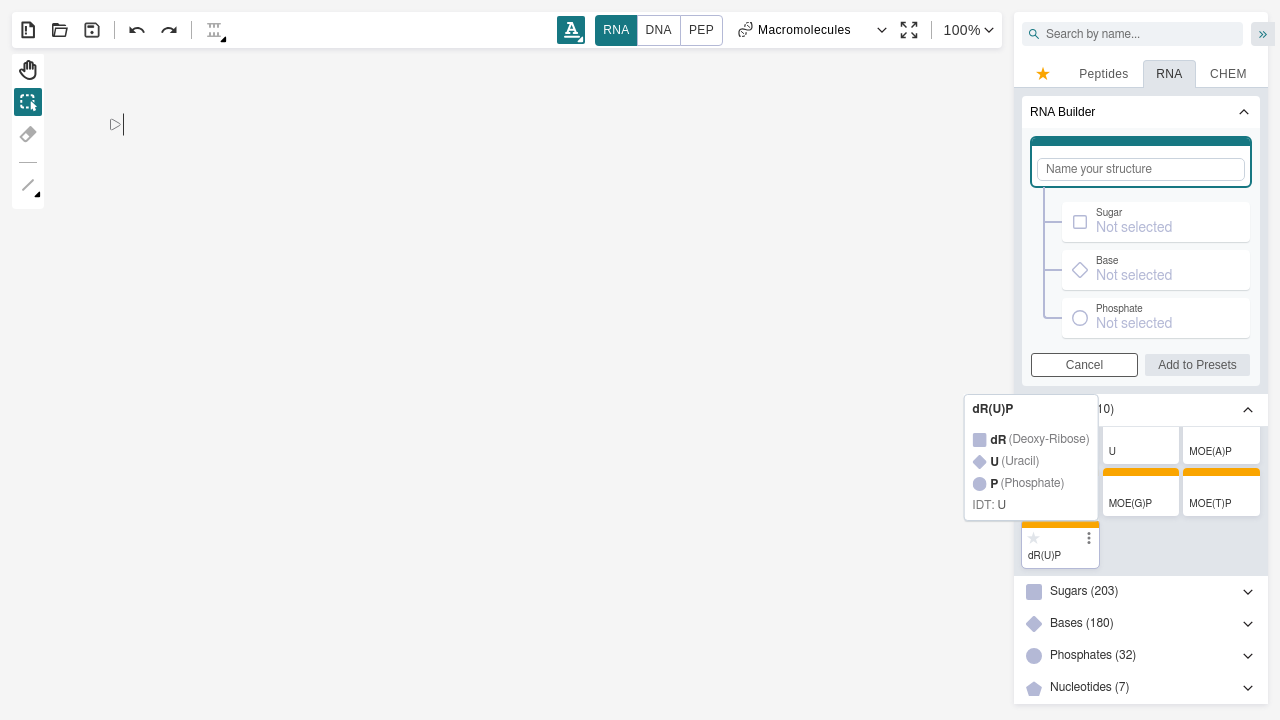 RNA
DNA
PEP
Macromolecules
100%
Search by name...
Peptides
RNA
CHEM
RNA Builder
Name your structure
Sugar
Not selected
Base
Not selected
Phosphate
Not selected
Cancel
Add to Presets
10)
dR(U)P
dR (Deoxy-Ribose)
U (Uracil)
P (Phosphate)
IDT: U
U
MOE(A)P
MOE(G)P
MOE(T)P
dR(U)P
Sugars (203)
Bases (180)
Phosphates (32)
Nucleotides (7)